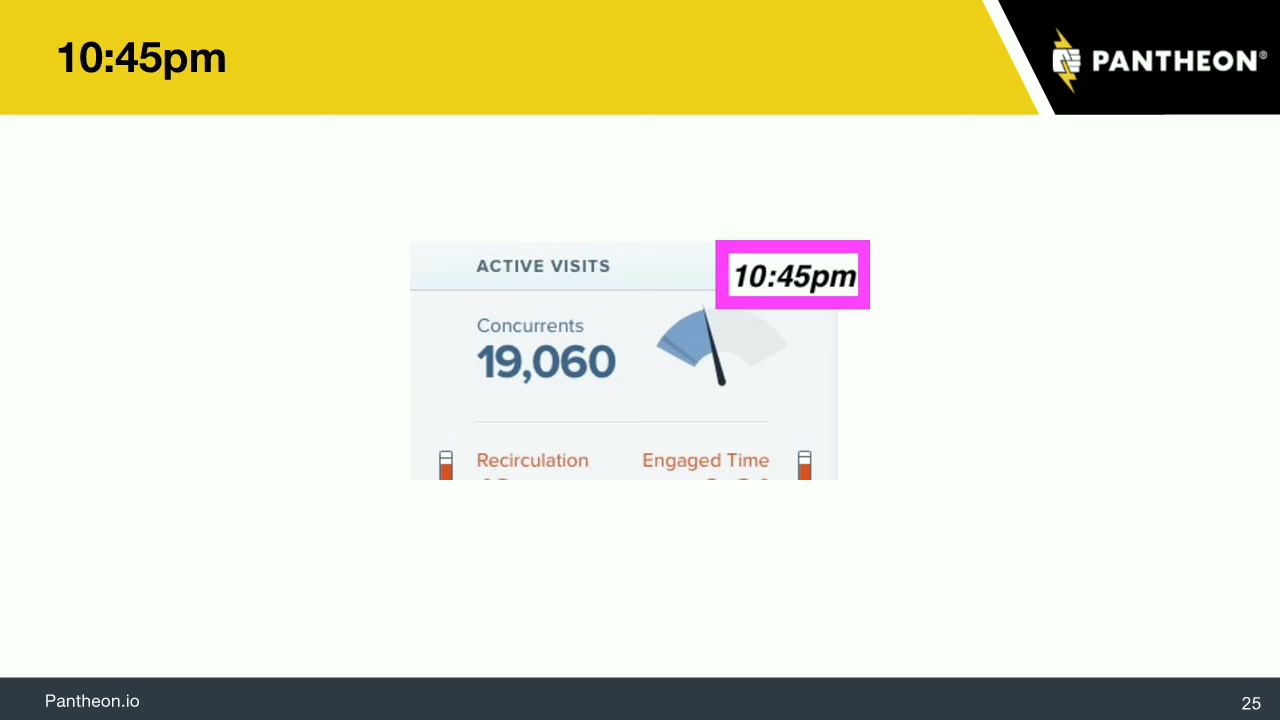 10:45pm
PANTHEON®
ACTIVE VISITS
10:45pm
Concurrents
19,060
Recirculation
Engaged Time
Pantheon.io
25